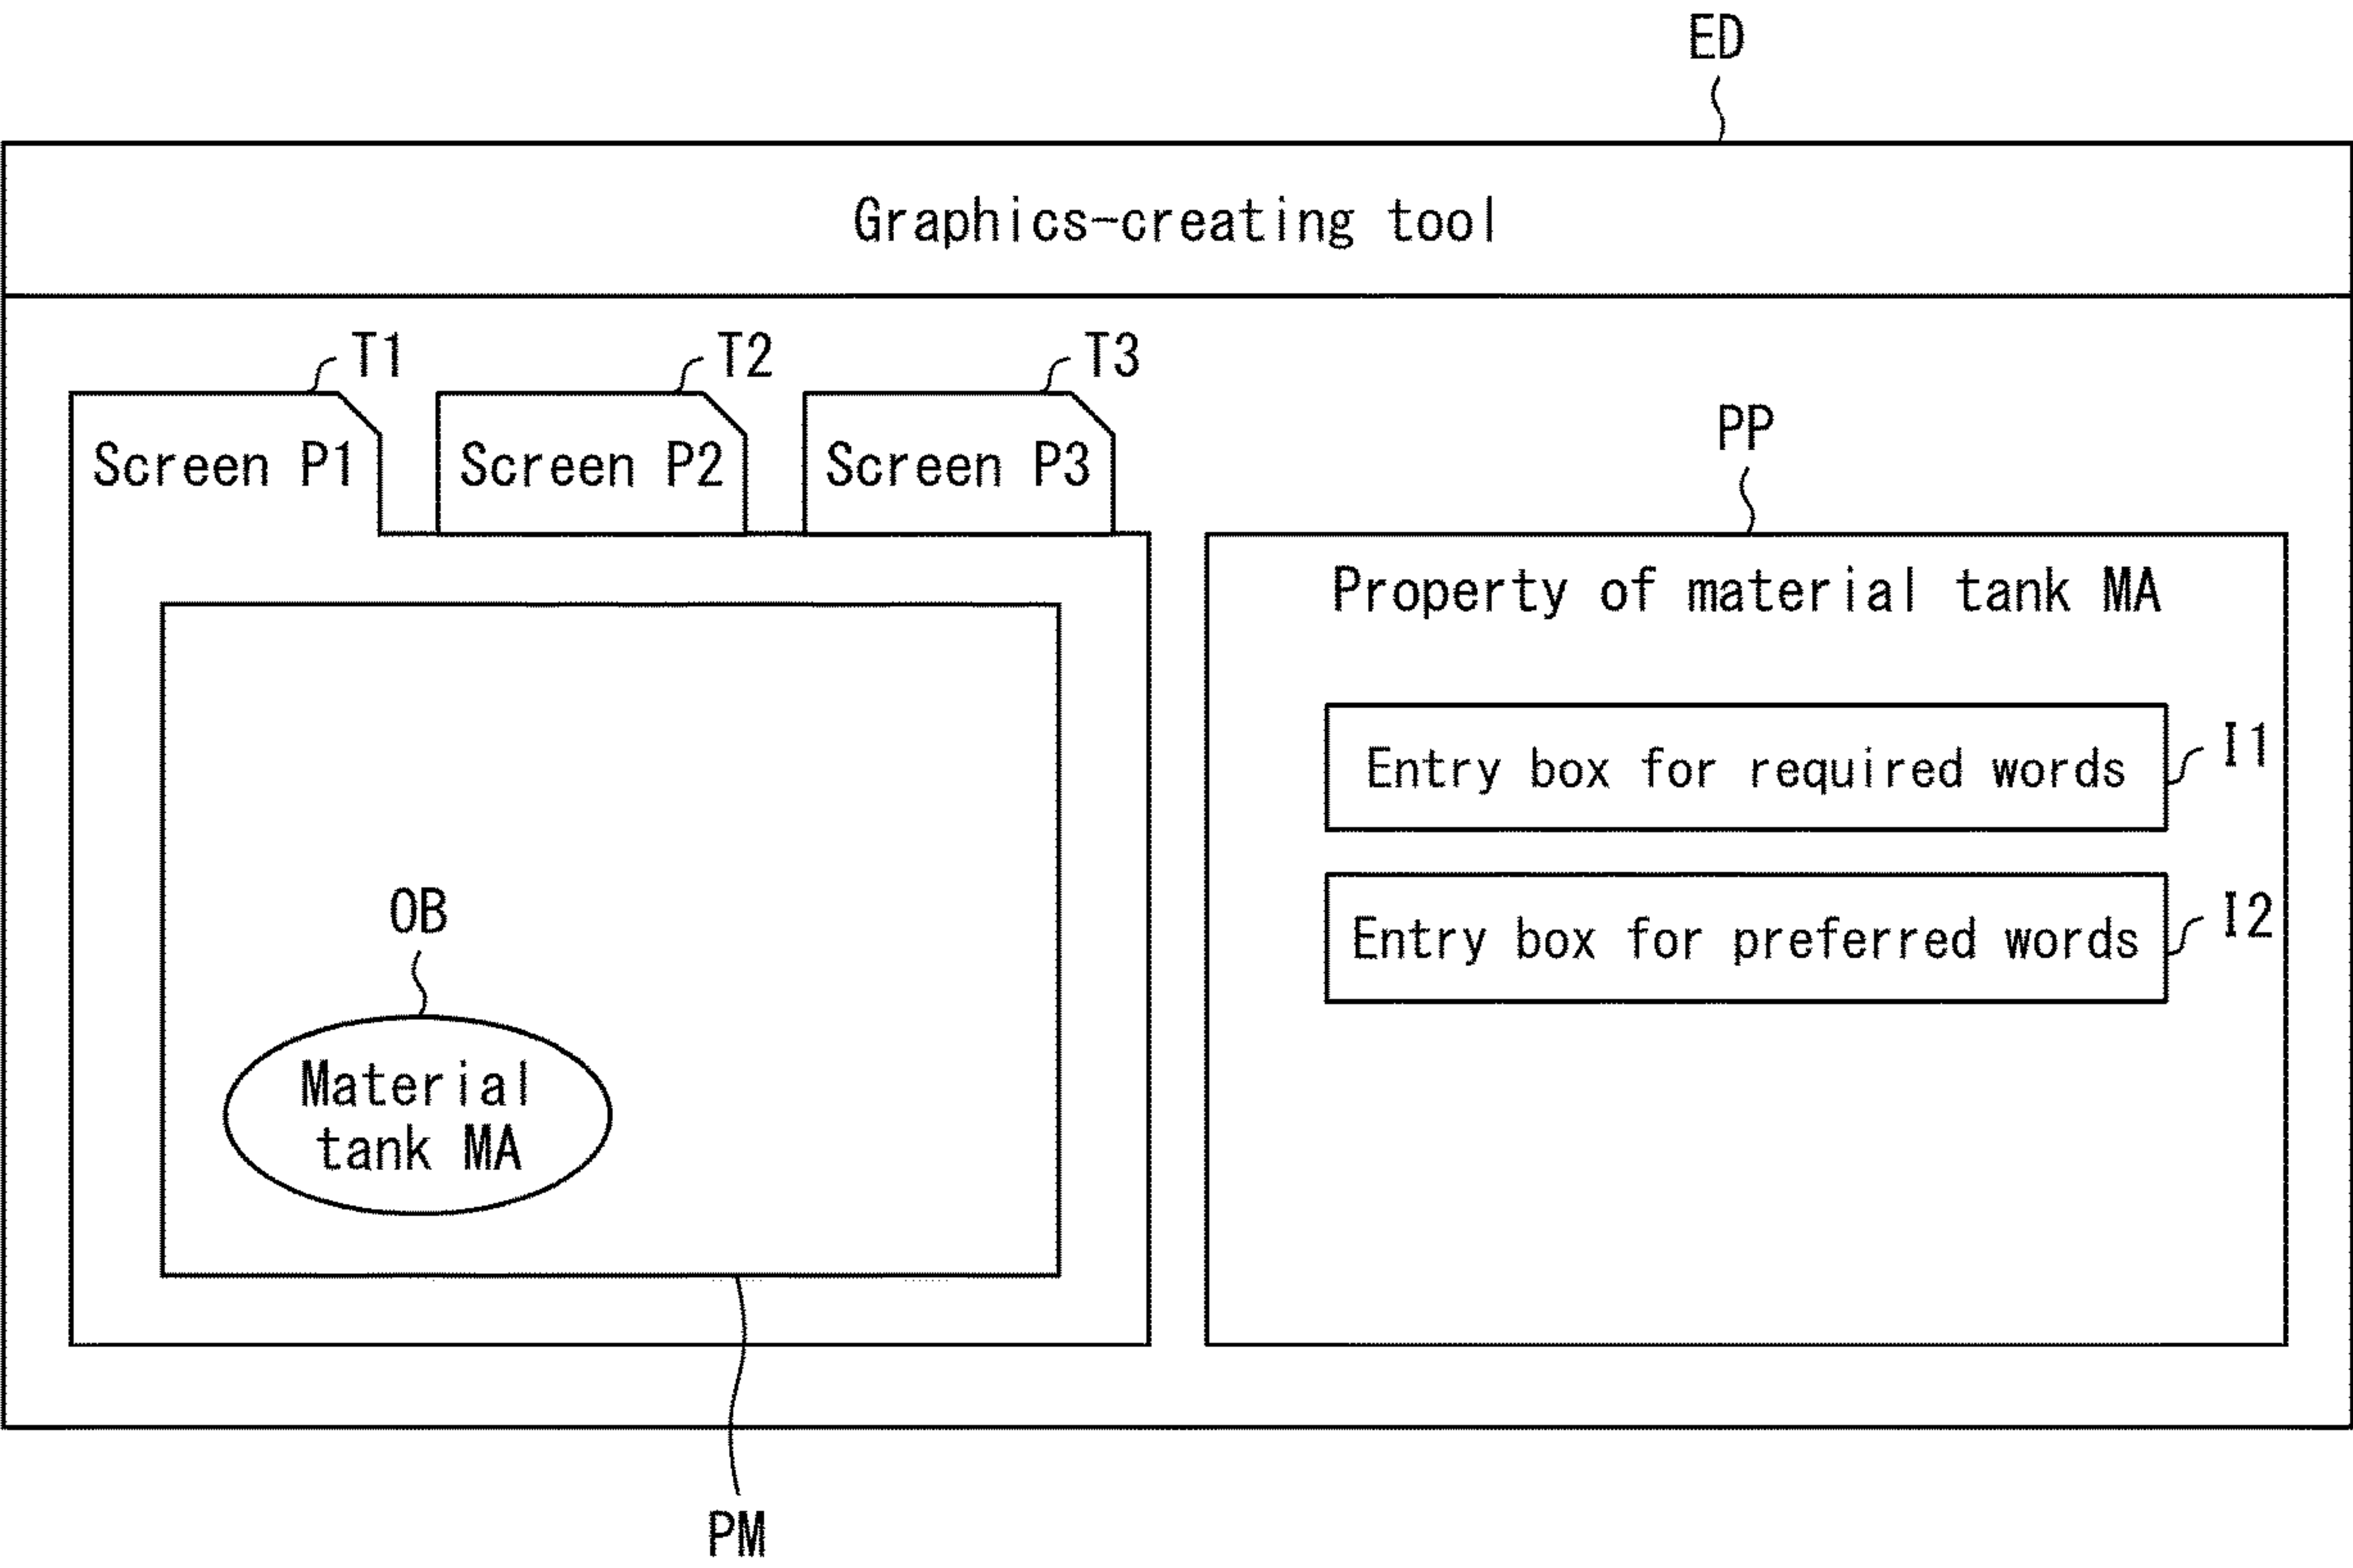 ED
Graphics-creating tool
T1
T2
T3
Screen P1
Screen P2
Screen P3
PP
Property of material tank MA
Entry box for required words
I1
Entry box for preferred words
I2
OB
Material
tank MA
PM